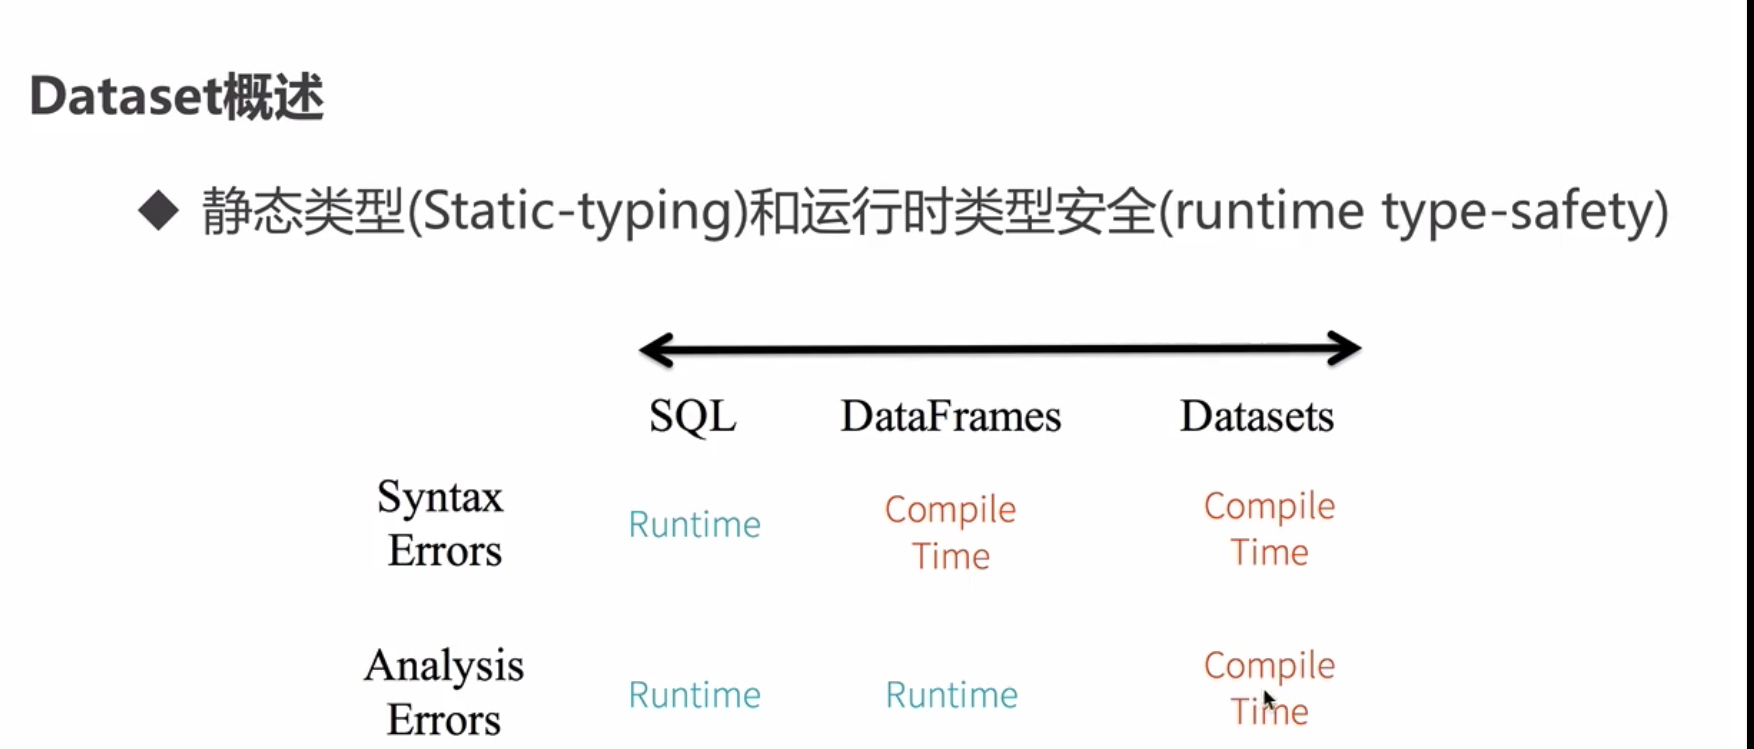 Dataset概述
静态类型(Static-typing)和运行时类型安全(runtime type-safety)
SQL DataFrames Datasets
Syntax Errors Runtime Compile Time Compile Time
Analysis Errors Runtime Runtime Compile Time